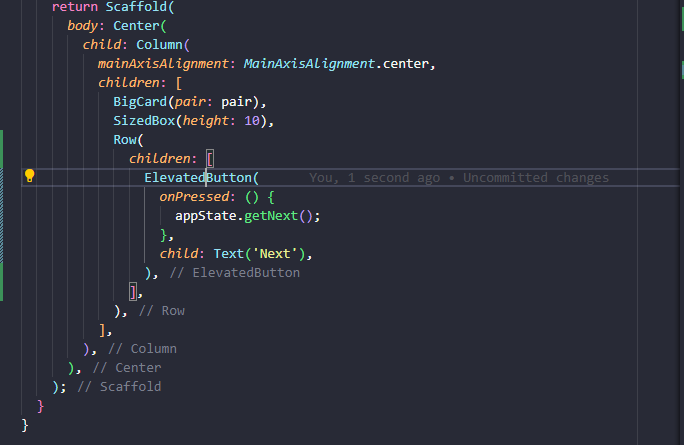 return Scaffold(
body: Center(
child: Column(
mainAxisAlignment: MainAxisAlignment.center,
children: [
BigCard(pair: pair),
SizedBox(height: 10),
Row(
children: [
ElevatedButton( You, 1 second ago • Uncommitted changes
onPressed: () {
appState.getNext();
},
child: Text('Next'),
), // ElevatedButton
],
), // Row
],
), // Column
), // Center
); // Scaffold
}
}